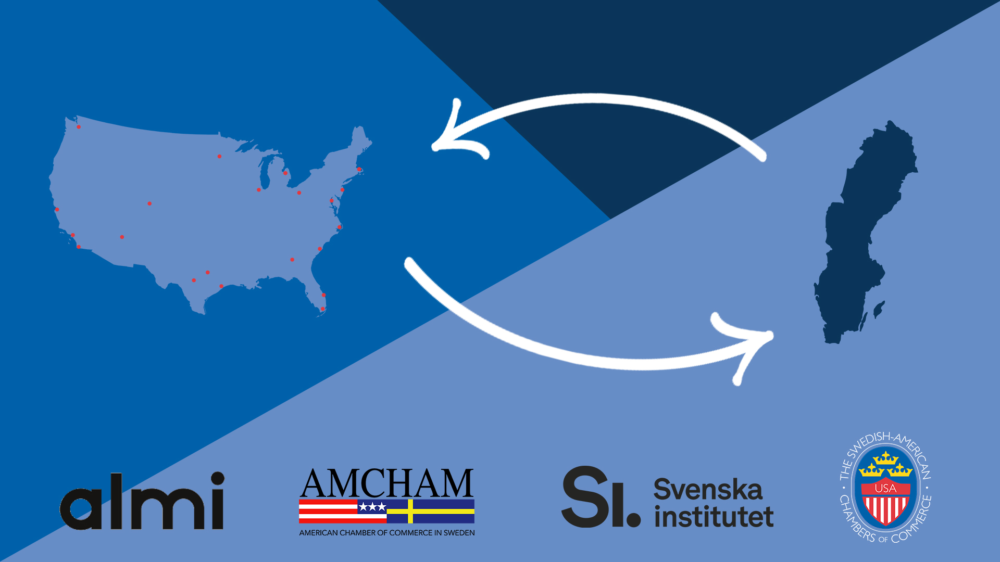 almi
AMCHAM
AMERICAN CHAMBER OF COMMERCE IN SWEDEN
SI.
Svenska
institutet
THE SWEDISH-AMERICAN
USA
CHAMBERS OF COMMERCE